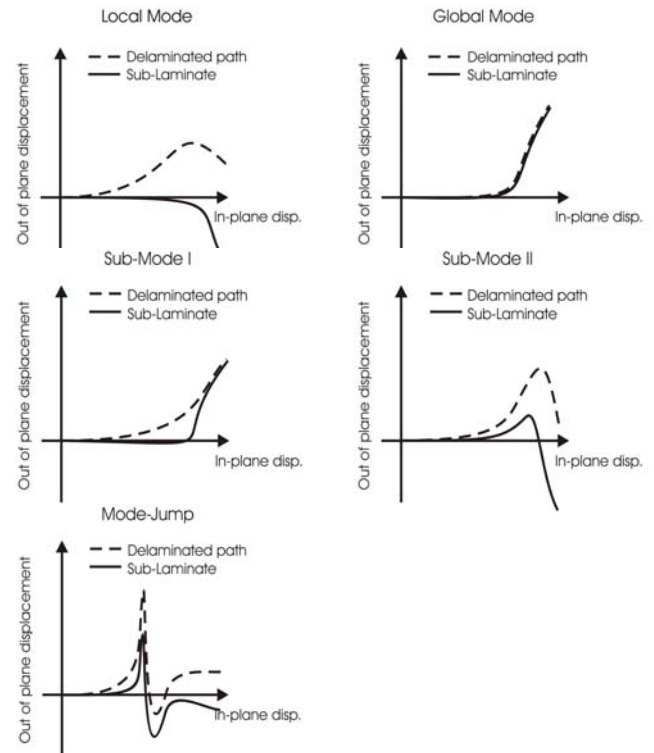 Local Mode
Delaminated path
Sub-Laminate
Out of plane displacement
In-plane disp.
Global Mode
Delaminated path
Sub-Laminate
Out of plane displacement
In-plane disp.
Sub-Mode I
Delaminated path
Sub-Laminate
Out of plane displacement
In-plane disp.
Sub-Mode II
Delaminated path
Sub-Laminate
Out of plane displacement
In-plane disp.
Mode-Jump
Delaminated path
Sub-Laminate
Out of plane displacement
In-plane disp.